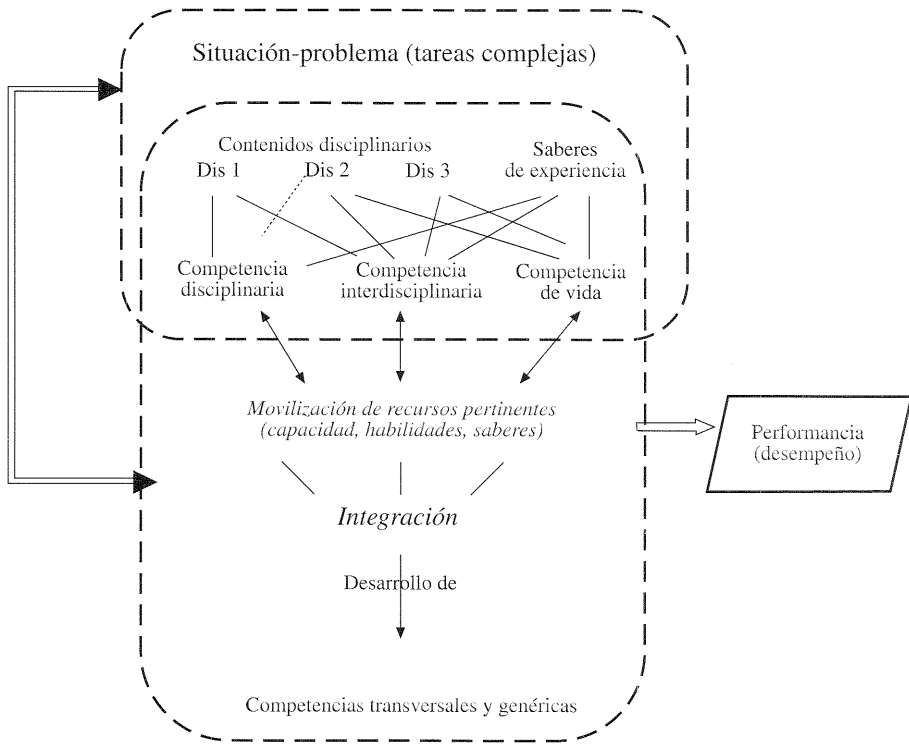 Situación-problema (tareas complejas)
Contenidos disciplinarios
Dis 1 Dis 2 Dis 3
Saberes
de experiencia
Competencia
disciplinaria
Competencia
interdisciplinaria
Competencia
de vida
Movilización de recursos pertinentes
(capacidad, habilidades, saberes)
Performancia
(desempeño)
Integración
Desarrollo de
Competencias transversales y genéricas